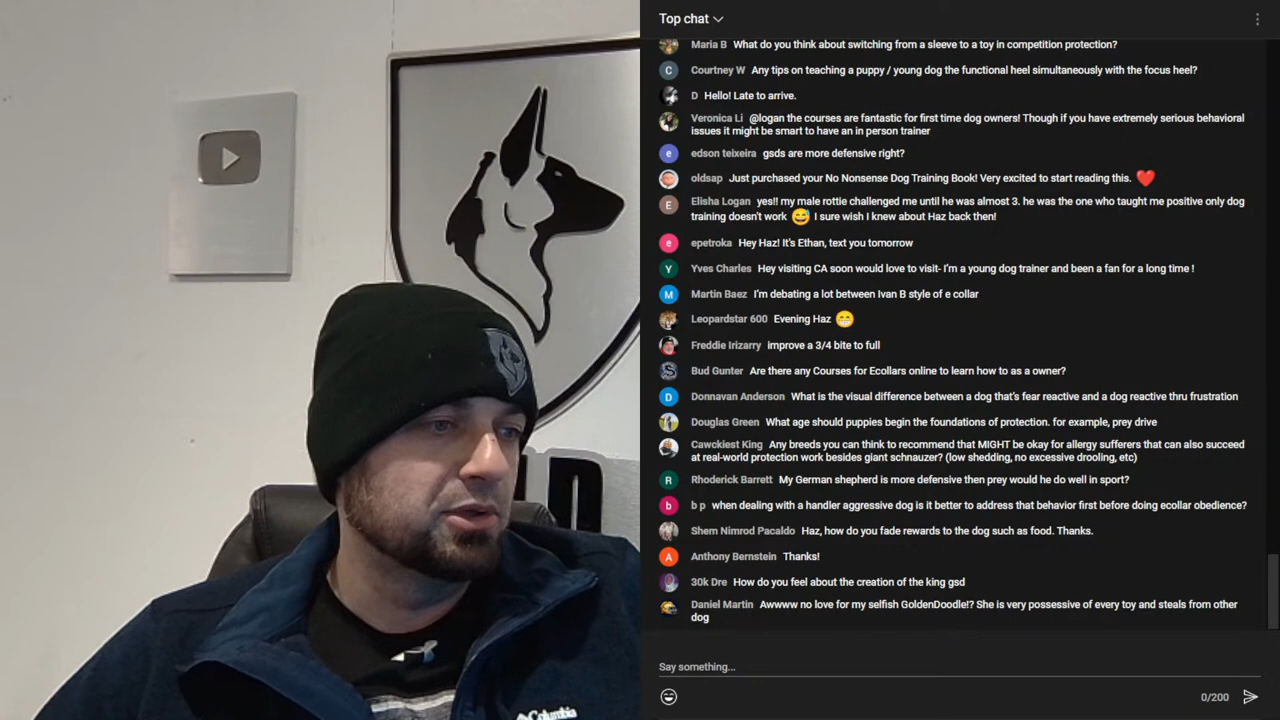 Top chat
Maria B What do you think about switching from a sleeve to a toy in competition protection?
C Courtney W Any tips on teaching a puppy / young dog the functional heel simultaneously with the focus heel?
D Hello! Late to arrive.
Veronica Li @logan the courses are fantastic for first time dog owners! Though if you have extremely serious behavioral
issues it might be smart to have an in person trainer
e edson teixeira gsds are more defensive right?
oldsap Just purchased your No Nonsense Dog Training Book! Very excited to start reading this. ❤️
E Elisha Logan yes!! my male rottie challenged me until he was almost 3. he was the one who taught me positive only dog
training doesn't work 😅 I sure wish I knew about Haz back then!
e epetroka Hey Haz! It's Ethan, text you tomorrow
Y Yves Charles Hey visiting CA soon would love to visit- I'm a young dog trainer and been a fan for a long time !
M Martin Baez I'm debating a lot between Ivan B style of e collar
Leopardstar 600 Evening Haz 😁
Freddie Irizarry improve a 3/4 bite to full
Bud Gunter Are there any Courses for Ecollars online to learn how to as a owner?
D Donnavan Anderson What is the visual difference between a dog that's fear reactive and a dog reactive thru frustration
Douglas Green What age should puppies begin the foundations of protection. for example, prey drive
Cawckiest King Any breeds you can think to recommend that MIGHT be okay for allergy sufferers that can also succeed
at real-world protection work besides giant schnauzer? (low shedding, no excessive drooling, etc)
R Rhoderick Barrett My German shepherd is more defensive then prey would he do well in sport?
b b p when dealing with a handler aggressive dog is it better to address that behavior first before doing ecollar obedience?
Shem Nimrod Pacaldo Haz, how do you fade rewards to the dog such as food. Thanks.
A Anthony Bernstein Thanks!
30k Dre How do you feel about the creation of the king gsd
Daniel Martin Awwww no love for my selfish GoldenDoodle!? She is very possessive of every toy and steals from other
dog
Say something...
0/200
D
Columbia